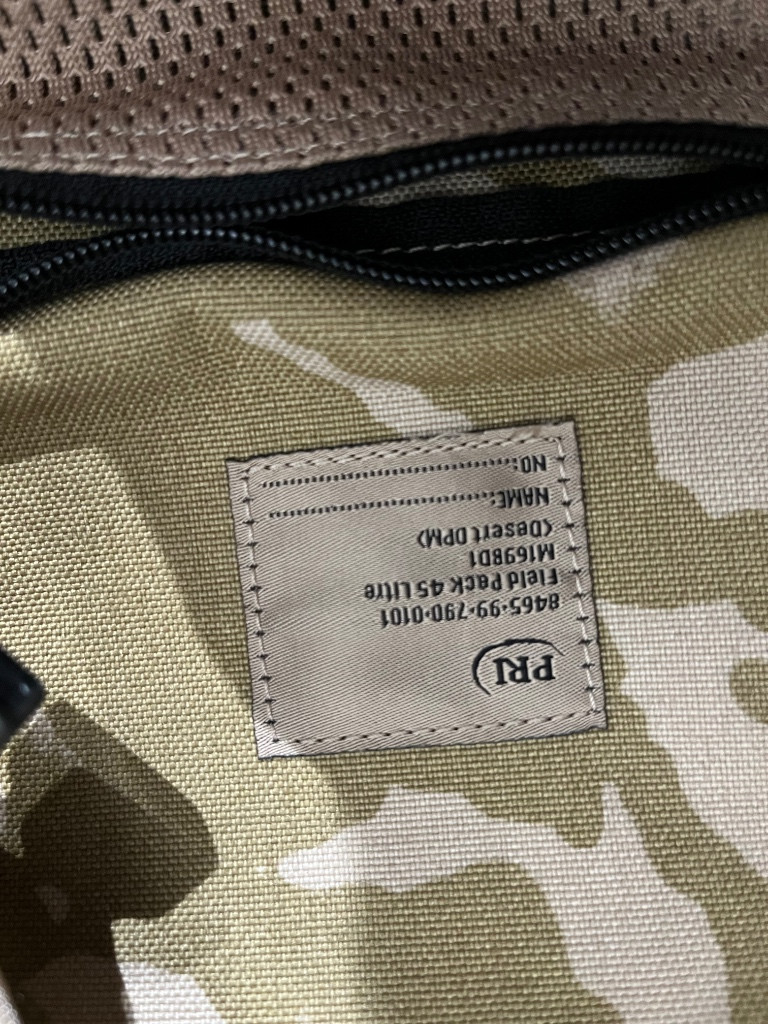 PRI
8465-99-790-0101
Field Pack 45 Litre
M1698D1
(Desert DPM)
NAME:
NO: